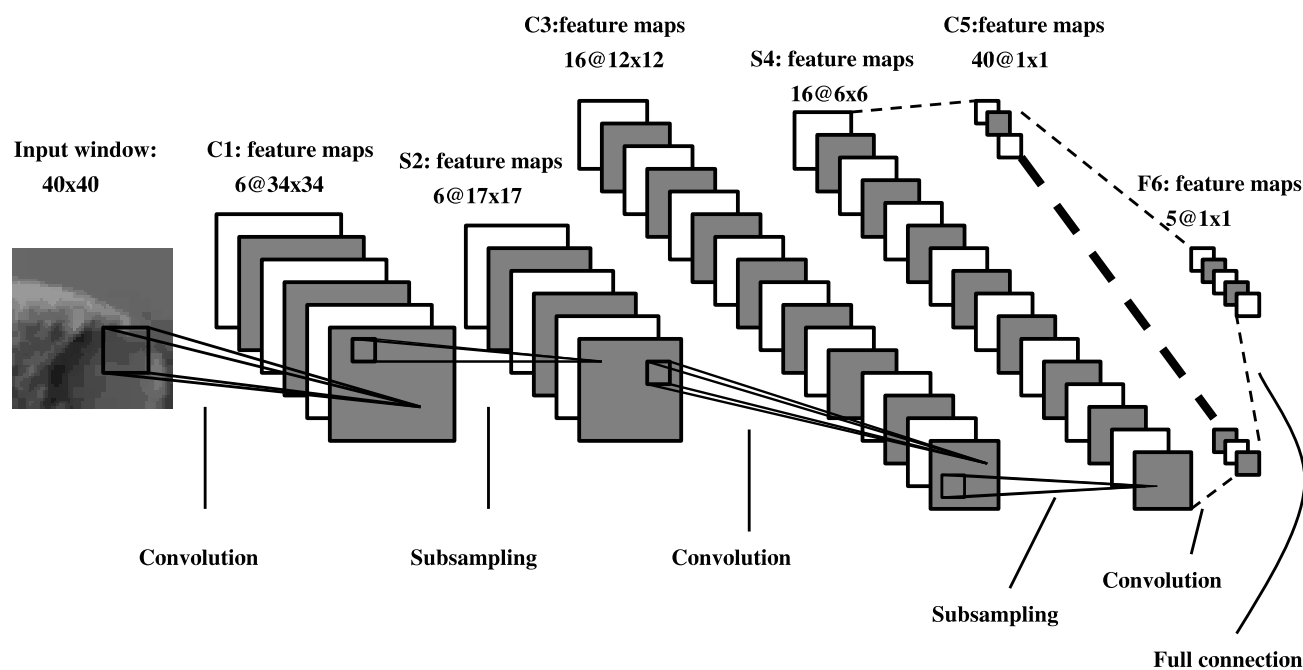 C3:feature maps
16@12x12
C5:feature maps
40@1x1
S4: feature maps
16@6x6
Input window:
40x40
C1: feature maps
6@34x34
S2: feature maps
6@17x17
F6: feature maps
5@1x1
Convolution
Subsampling
Convolution
Convolution
Subsampling
Full connection